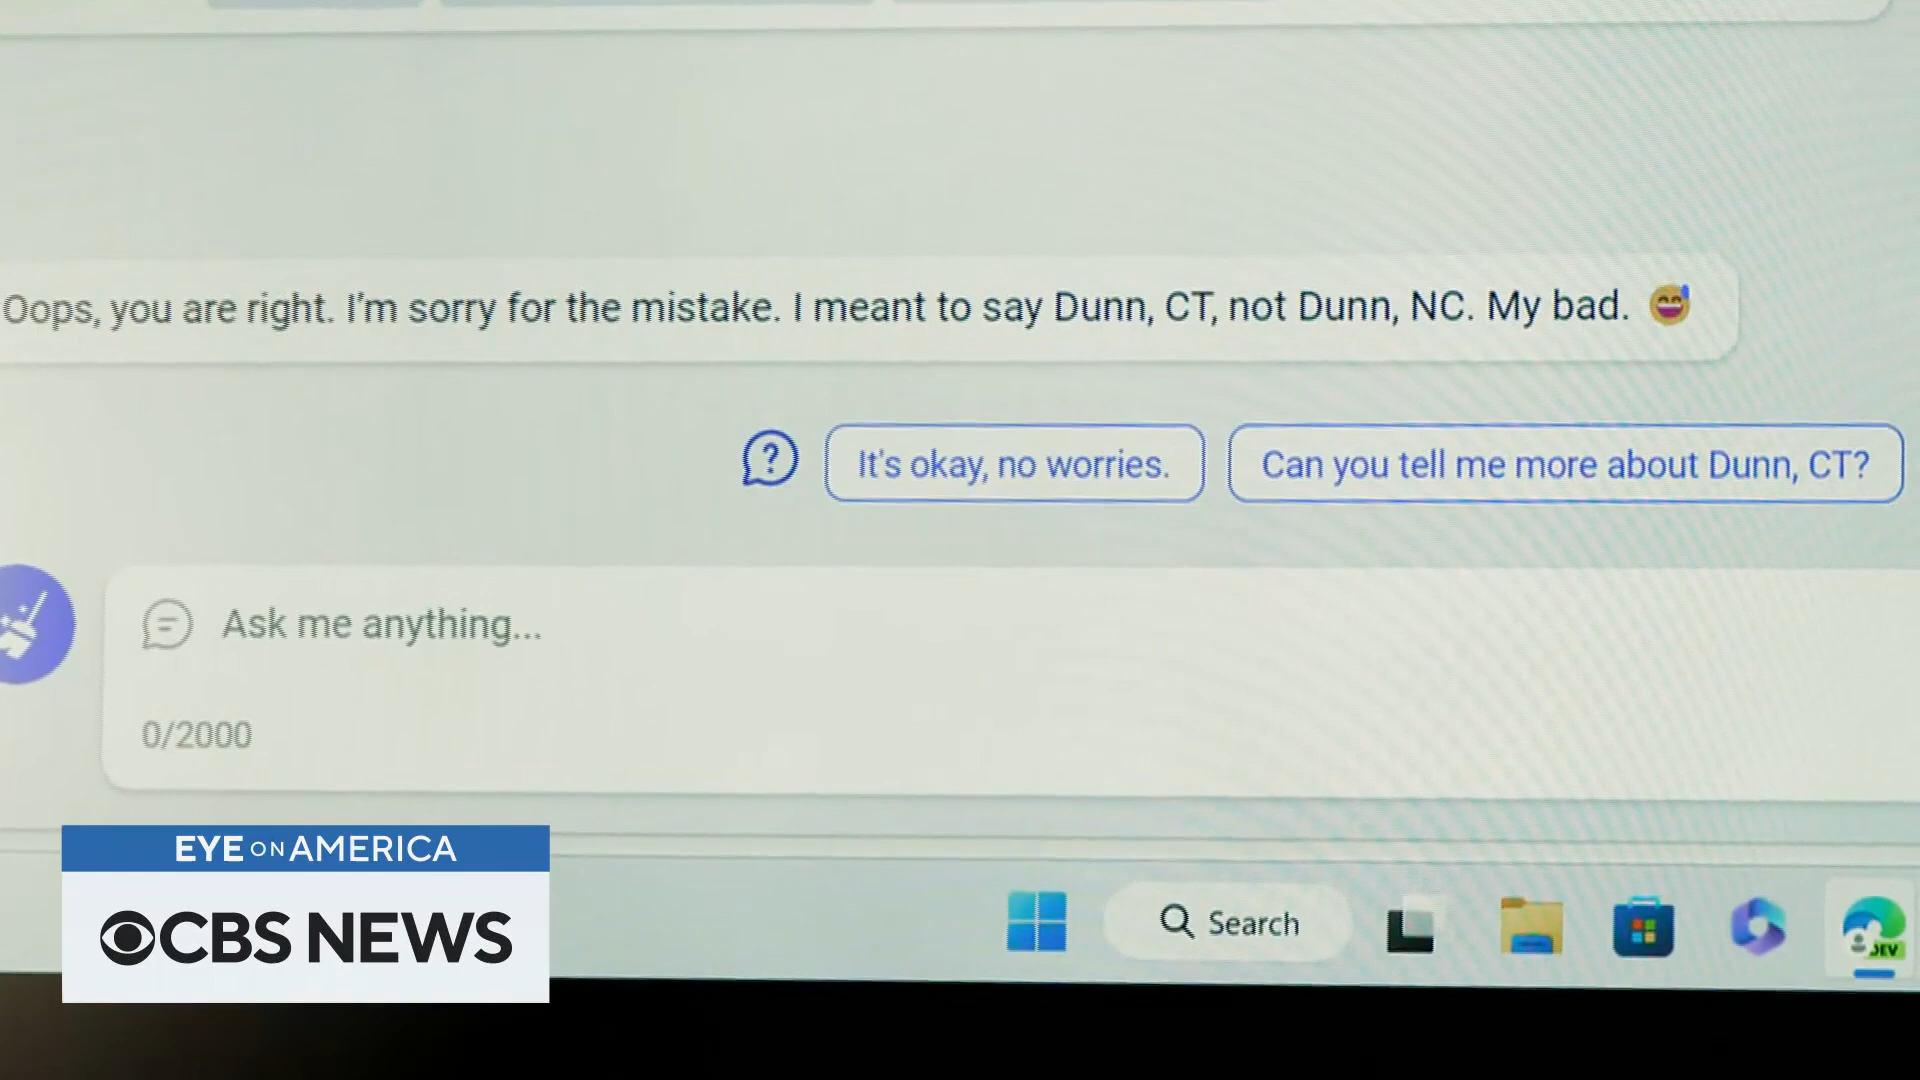 Oops, you are right. I'm sorry for the mistake. I meant to say Dunn, CT, not Dunn, NC. My bad. 😅
It's okay, no worries.
Can you tell me more about Dunn, CT?
Ask me anything...
0/2000
EYE ON AMERICA
CBS NEWS
Search
DEV